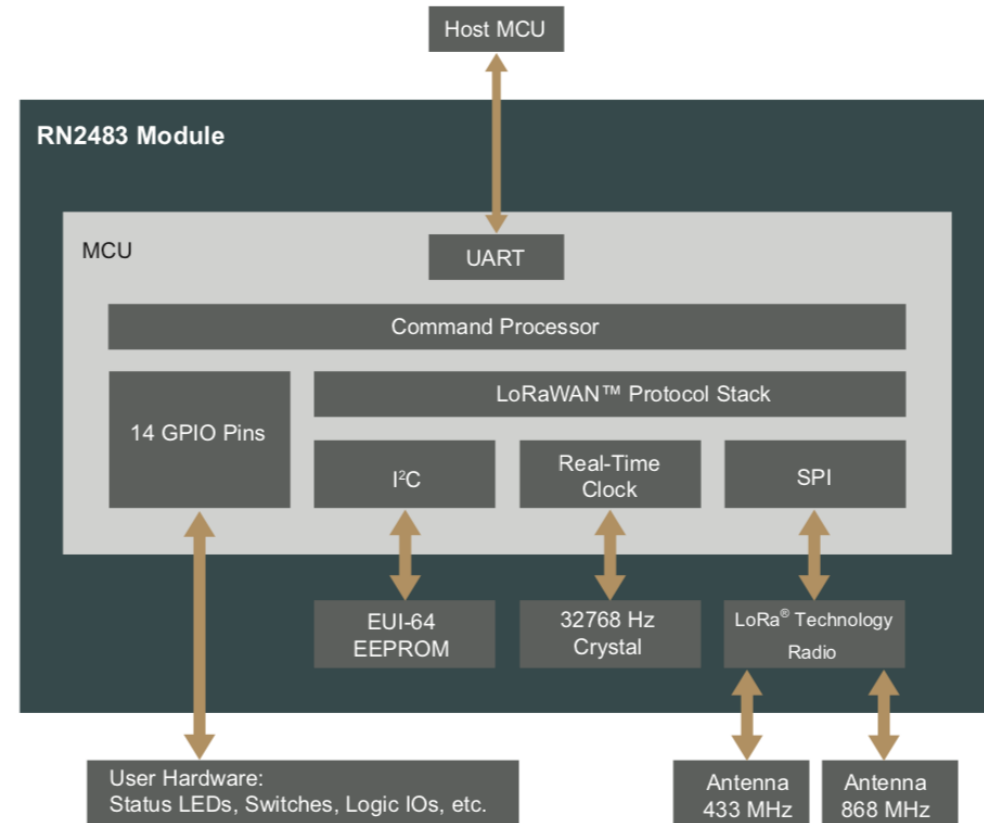 Host MCU
RN2483 Module
MCU
UART
Command Processor
14 GPIO Pins
LoRaWAN™ Protocol Stack
I²C
Real-Time
Clock
SPI
EUI-64
EEPROM
32768 Hz
Crystal
LoRa® Technology
Radio
User Hardware:
Status LEDs, Switches, Logic IOs, etc.
Antenna
433 MHz
Antenna
868 MHz